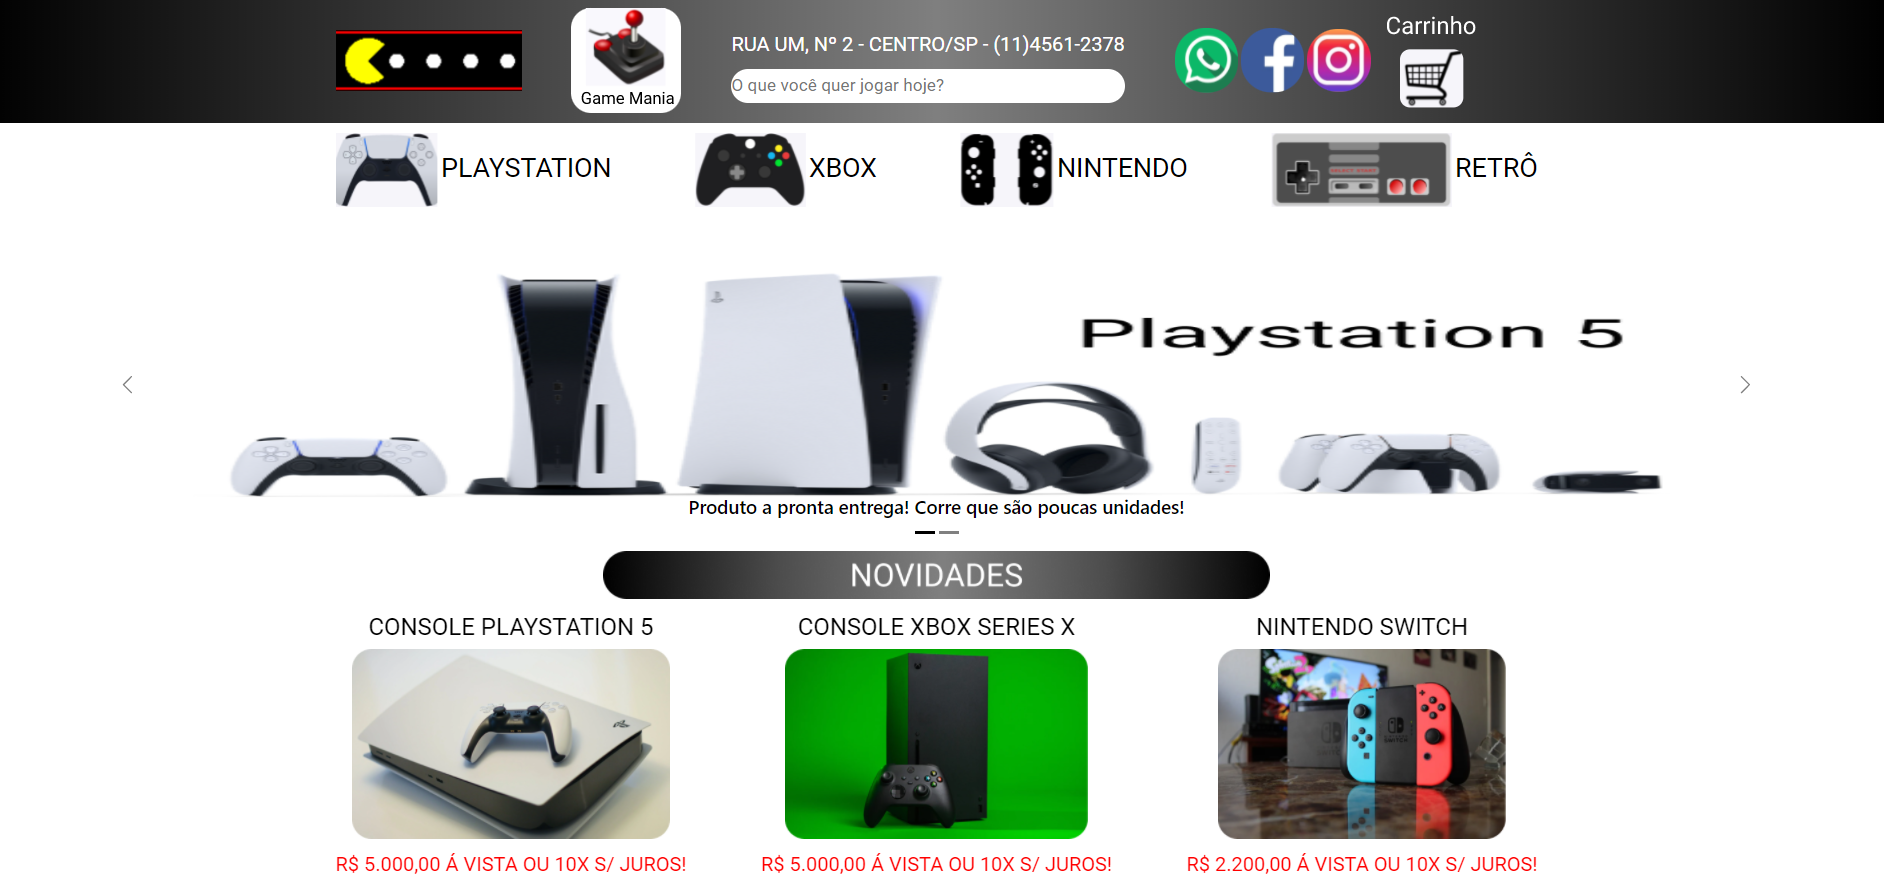 Game Mania
RUA UM, Nº 2 - CENTRO/SP - (11)4561-2378
O que você quer jogar hoje?
Carrinho
PLAYSTATION
XBOX
NINTENDO
SELECT START
RETRÔ
Playstation 5
Produto a pronta entrega! Corre que são poucas unidades!
NOVIDADES
CONSOLE PLAYSTATION 5
CONSOLE XBOX SERIES X
NINTENDO SWITCH
R$ 5.000,00 Á VISTA OU 10X S/ JUROS!
R$ 5.000,00 Á VISTA OU 10X S/ JUROS!
R$ 2.200,00 Á VISTA OU 10X S/ JUROS!